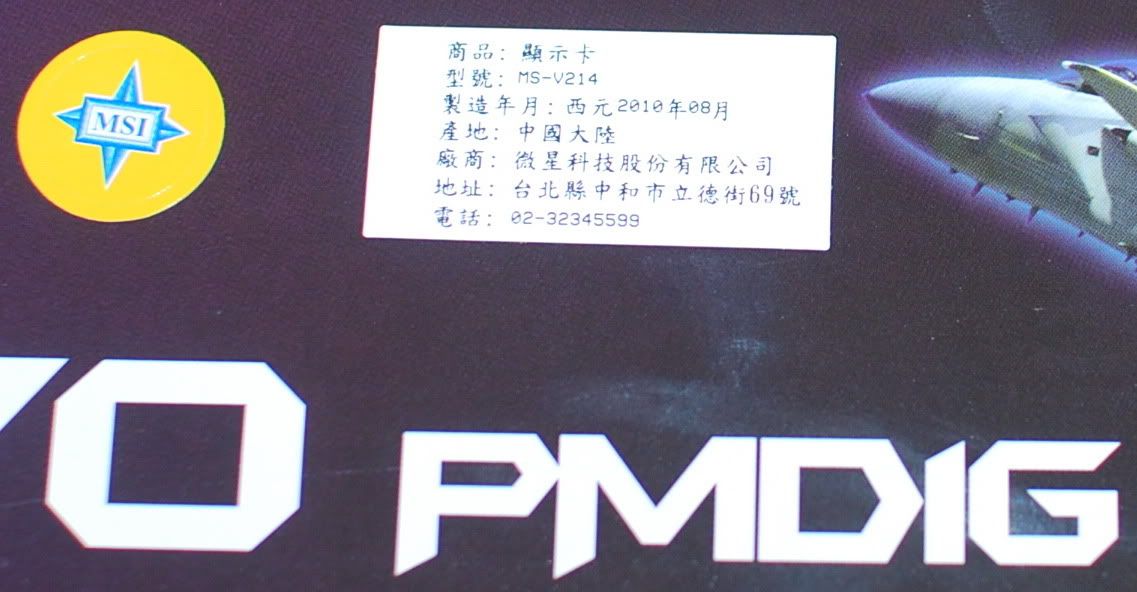 MSI
商品: 顯示卡
型號: MS-V214
製造年月: 西元2010年08月
產地: 中國大陸
廠商: 微星科技股份有限公司
地址: 台北縣中和市立德街69號
電話: 02-32345599
PMD1G